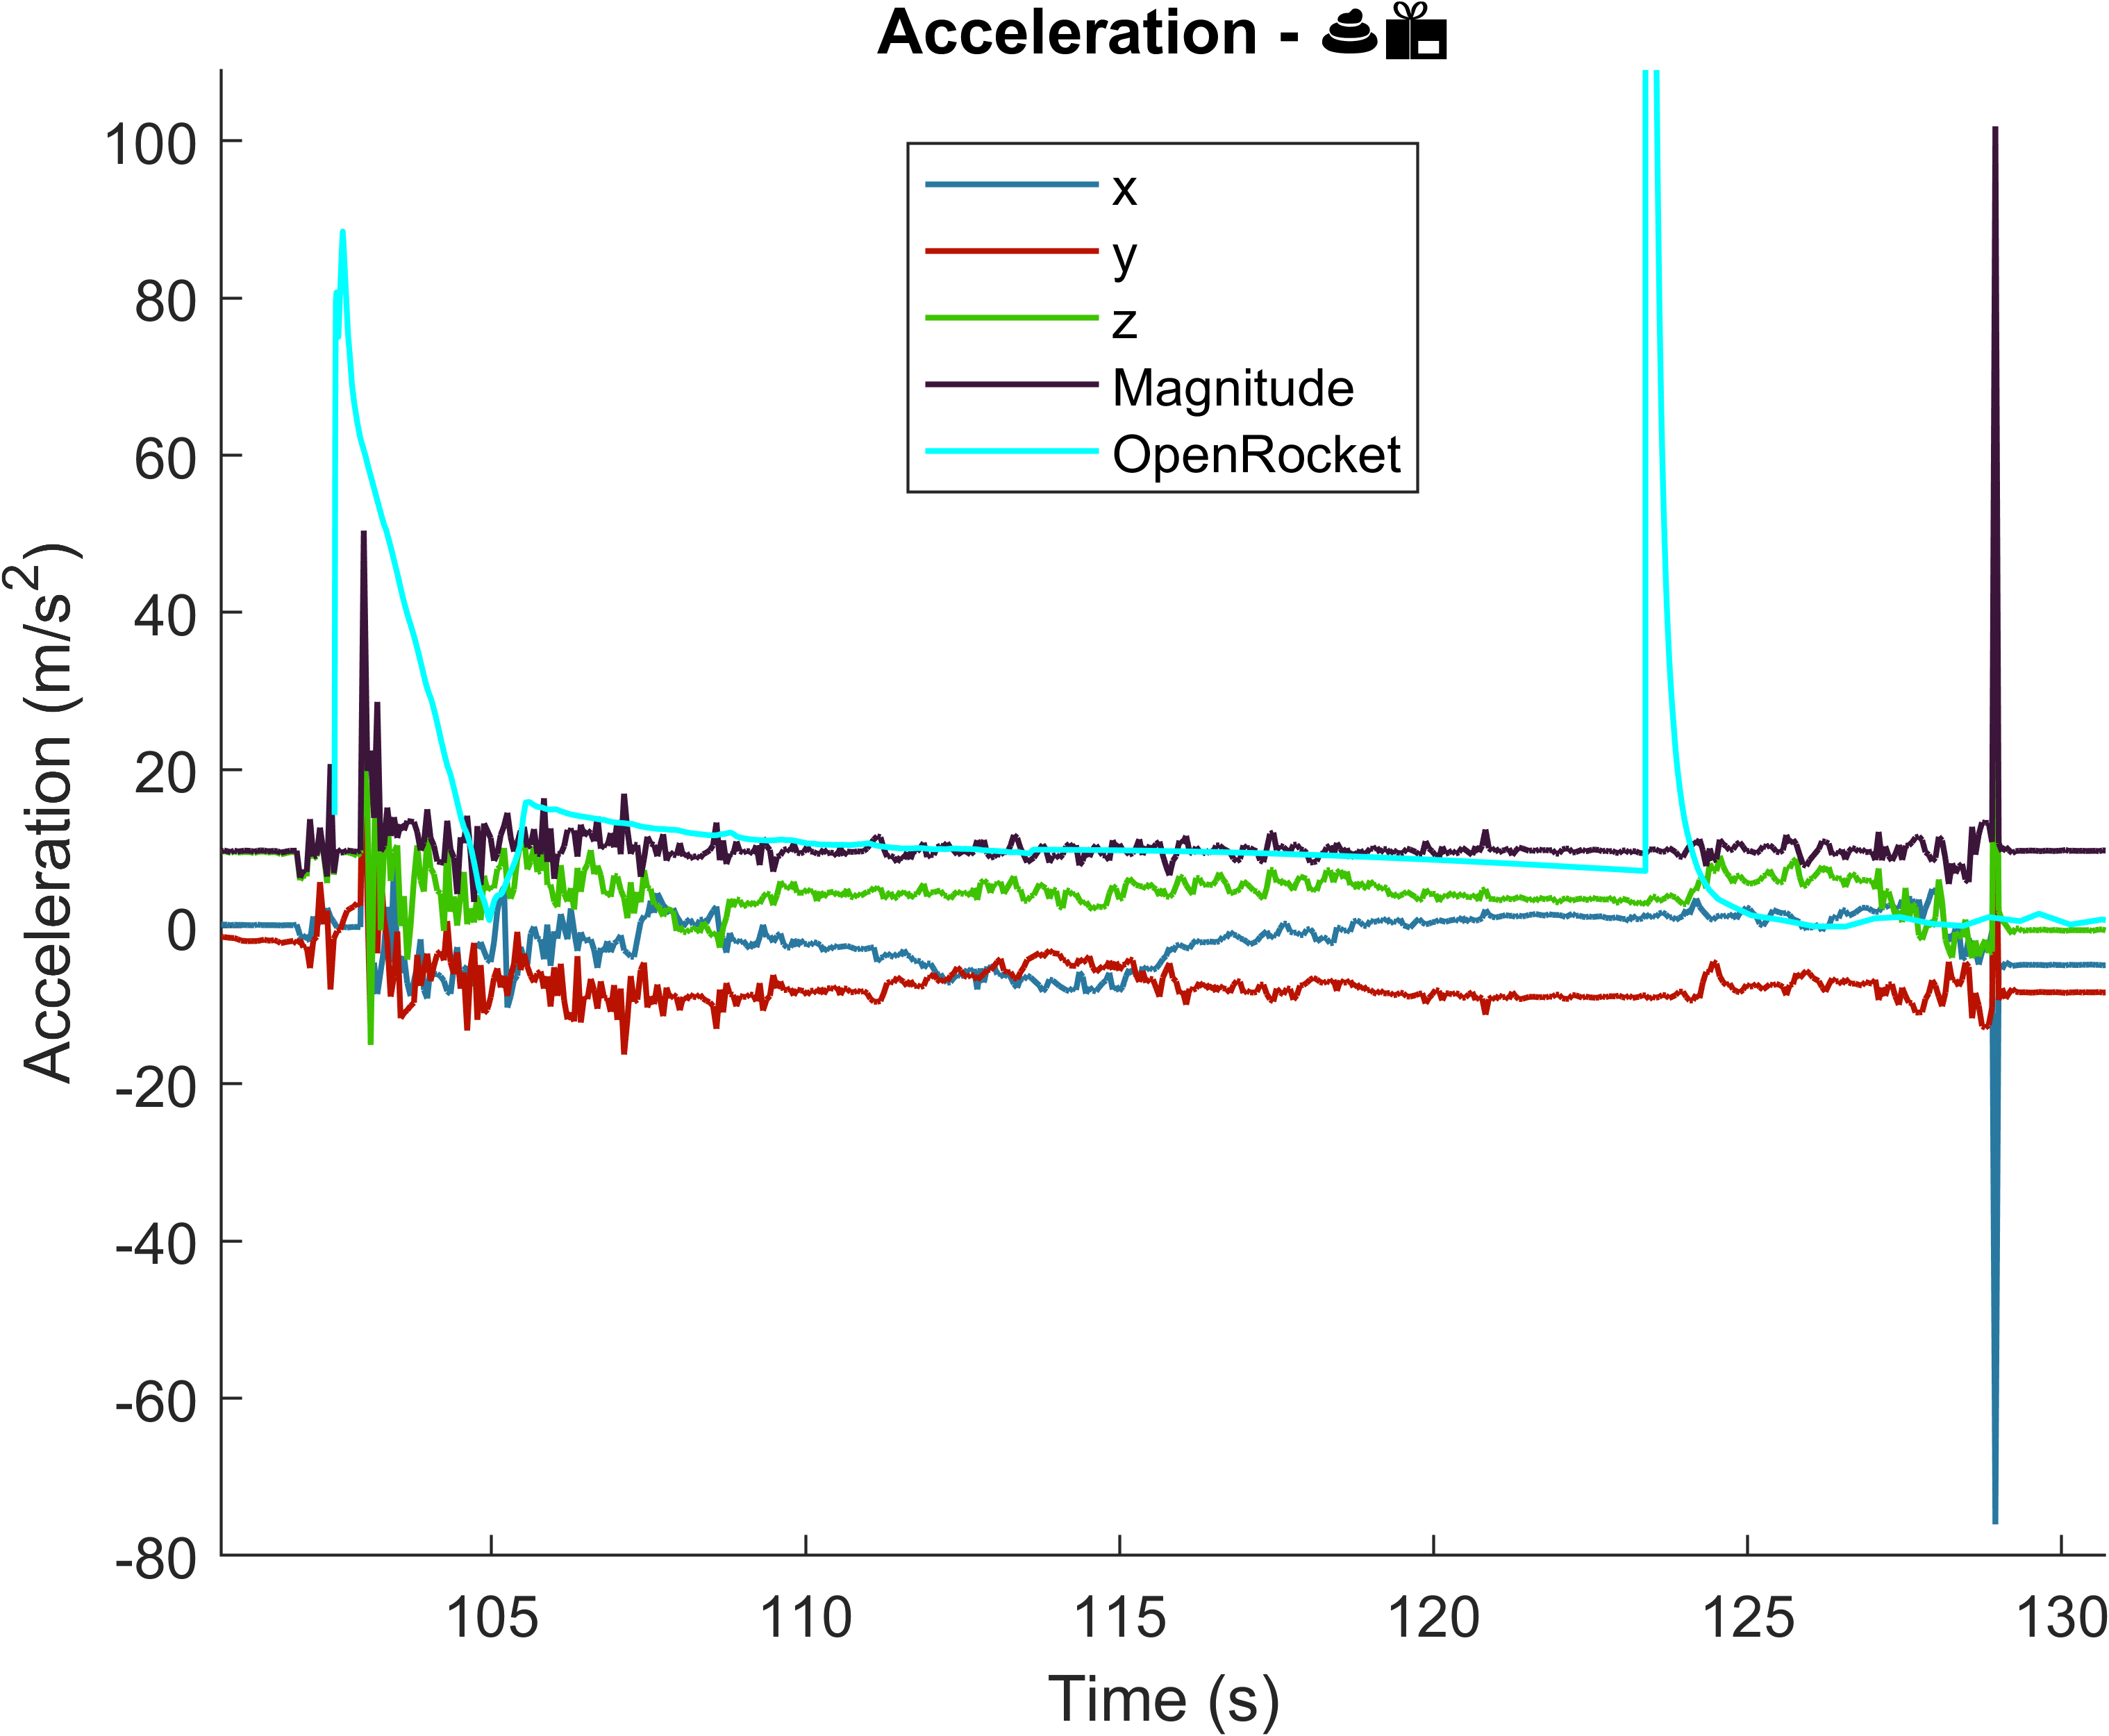 Acceleration - 💩🎁
x
y
z
Magnitude
OpenRocket
100
80
60
40
20
0
-20
-40
-60
-80
Acceleration (m/s²)
105 110 115 120 125 130
Time (s)